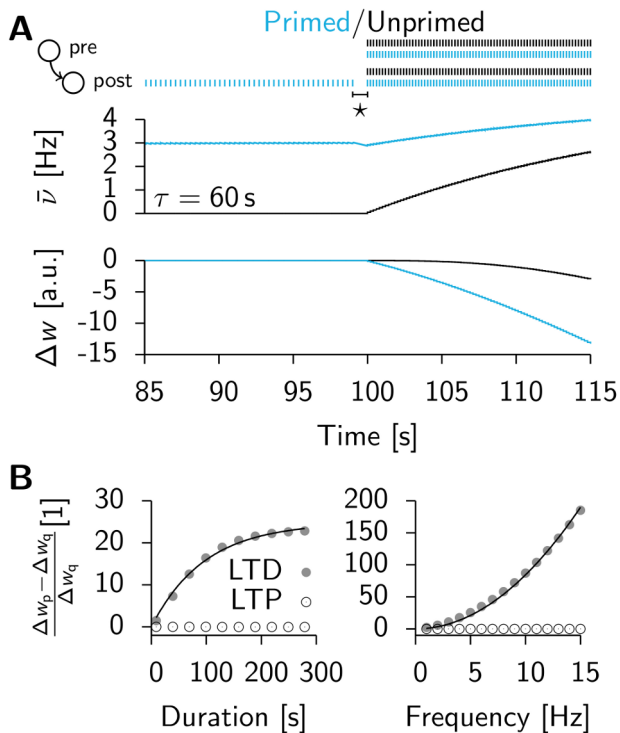 A
Primed/Unprimed
pre
post
★
4
3
2
1
0
ν̄ [Hz]
τ = 60 s
0
-5
-10
-15
Δw [a.u.]
85 90 95 100 105 110 115
Time [s]
B
(Δw_p − Δw_q)/Δw_q [1]
30
20
10
0
LTD
LTP
0 100 200 300
Duration [s]
200
150
100
50
0
0 5 10 15
Frequency [Hz]